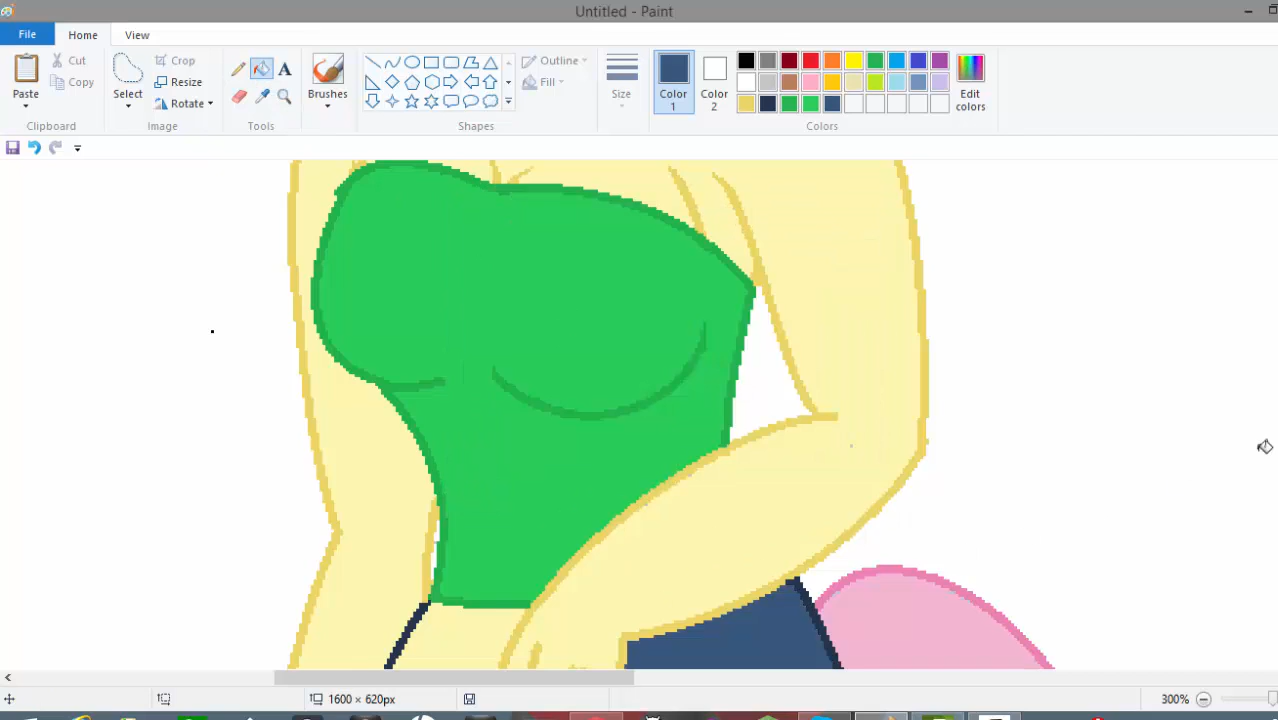 Untitled - Paint
File Home View
Paste
Cut
Copy
Clipboard
Select
Crop
Resize
Rotate
Image
A
Tools
Brushes
Outline
Fill
Shapes
Size
Color 1
Color 2
Edit colors
Colors
1600 × 620px
300%